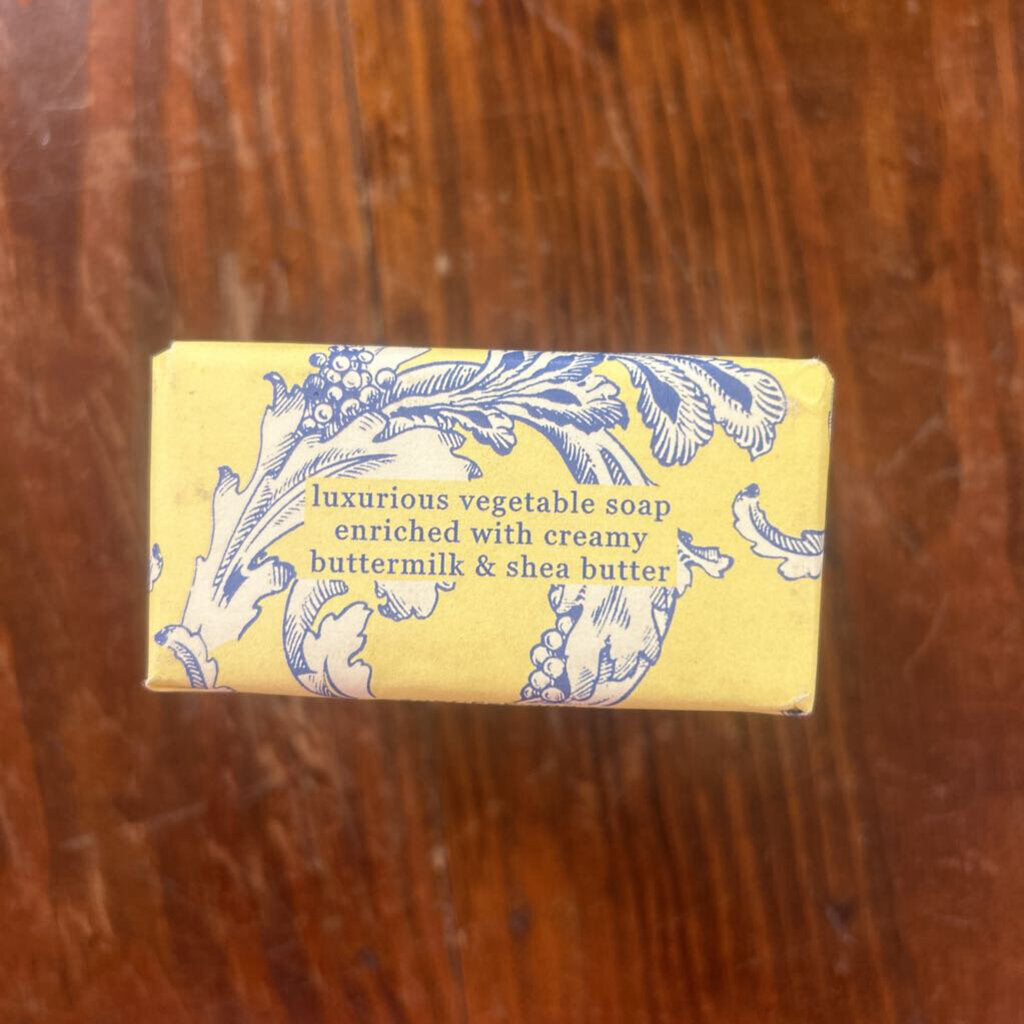 luxurious vegetable soap
enriched with creamy
buttermilk & shea butter